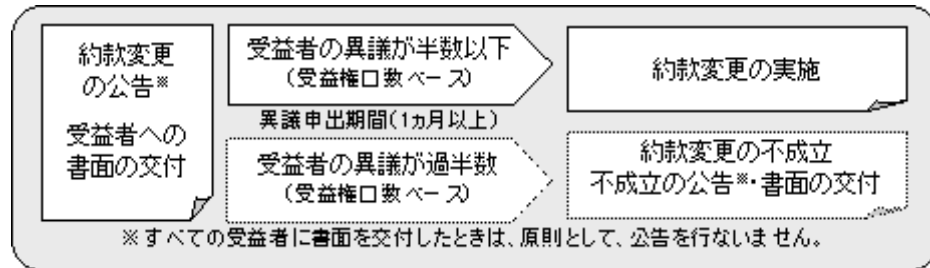 約款変更
の公告※
受益者への
書面の交付
受益者の異議が半数以下
(受益権口数ベース)
異議申出期間(1ヵ月以上)
受益者の異議が過半数
(受益権口数ベース)
約款変更の実施
約款変更の不成立
不成立の公告※・書面の交付
※すべての受益者に書面を交付したときは、原則として、公告を行ないません。